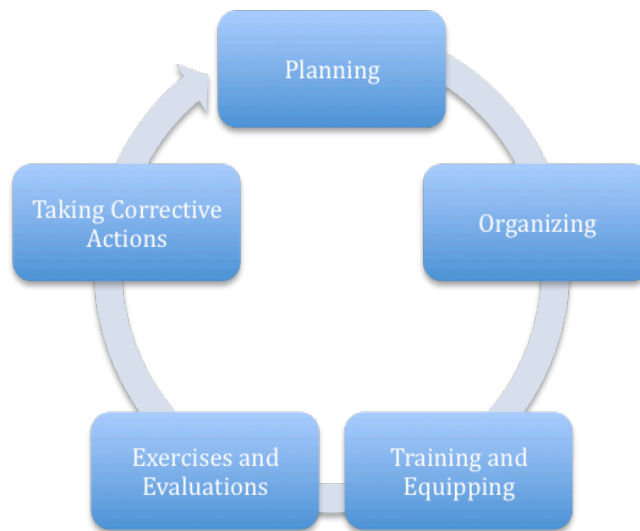 Planning
Organizing
Training and
Equipping
Exercises and
Evaluations
Taking Corrective
Actions